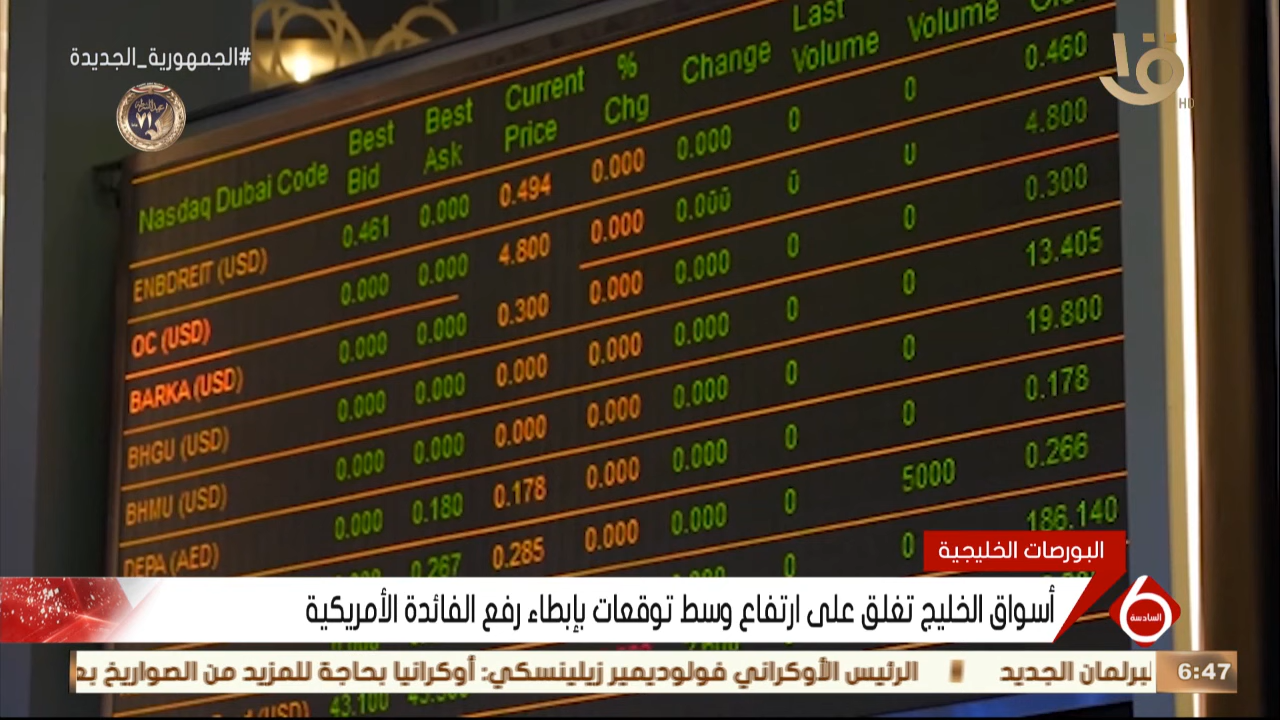 #الجمهورية_الجديدة
HD
Nasdaq Dubai Code Best Bid Best Ask Current Price % Chg Change Last Volume Volume
ENBDREIT (USD) 0.461 0.000 0.494 0.000 0.000 0 0 0.460
OC (USD) 0.000 0.000 4.800 0.000 0.000 0 0 4.800
BARKA (USD) 0.000 0.000 0.300 0.000 0.000 0 0 0.300
BHGU (USD) 0.000 0.000 0.000 0.000 0.000 0 0 13.405
BHMU (USD) 0.000 0.000 0.000 0.000 0.000 0 0 19.800
DEPA (AED) 0.000 0.180 0.178 0.000 0.000 0 0 0.178
0.267 0.285 0.000 0.000 0 5000 0.266
0 0 186.140
43.100
البورصات الخليجية
أسواق الخليج تغلق على ارتفاع وسط توقعات بإبطاء رفع الفائدة الأمريكية
السادسة
لبرلمان الجديد الرئيس الأوكراني فولوديمير زيلينسكي: أوكرانيا بحاجة للمزيد من الصواريخ بع
6:47